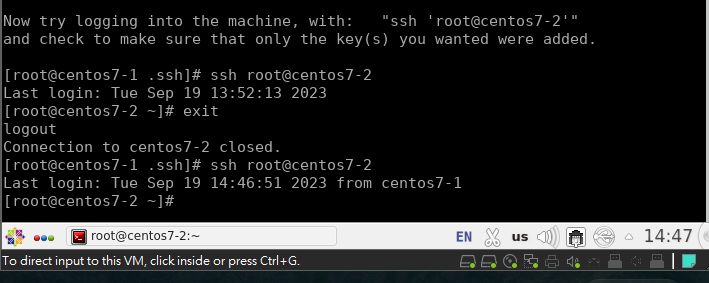 Now try logging into the machine, with:   "ssh 'root@centos7-2'"
and check to make sure that only the key(s) you wanted were added.
[root@centos7-1 .ssh]# ssh root@centos7-2
Last login: Tue Sep 19 13:52:13 2023
[root@centos7-2 ~]# exit
logout
Connection to centos7-2 closed.
[root@centos7-1 .ssh]# ssh root@centos7-2
Last login: Tue Sep 19 14:46:51 2023 from centos7-1
[root@centos7-2 ~]#
root@centos7-2:~ EN us 14:47
To direct input to this VM, click inside or press Ctrl+G.